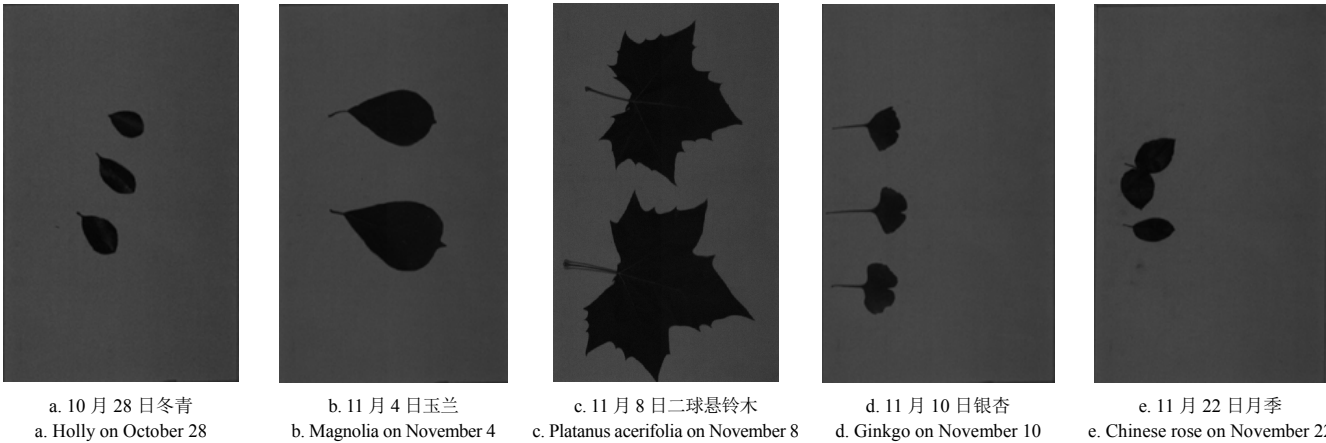 a. 10 月 28 日冬青
a. Holly on October 28
b. 11 月 4 日玉兰
b. Magnolia on November 4
c. 11 月 8 日二球悬铃木
c. Platanus acerifolia on November 8
d. 11 月 10 日银杏
d. Ginkgo on November 10
e. 11 月 22 日月季
e. Chinese rose on November 22